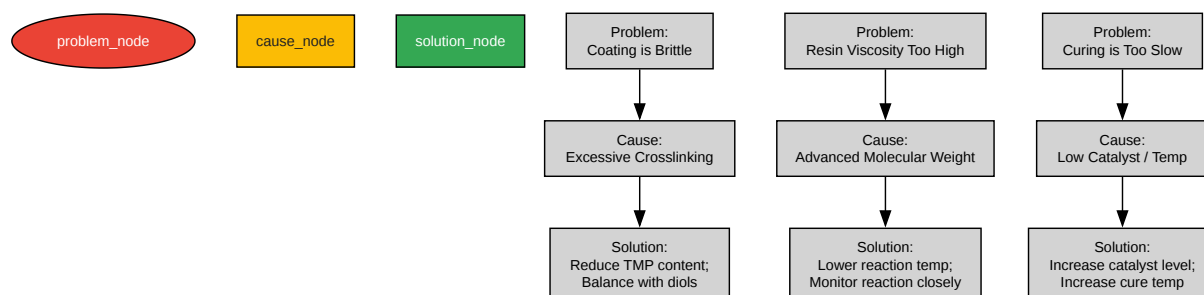 problem_node
cause_node
solution_node
Problem:
Coating is Brittle
Problem:
Resin Viscosity Too High
Problem:
Curing is Too Slow
Cause:
Excessive Crosslinking
Cause:
Advanced Molecular Weight
Cause:
Low Catalyst / Temp
Solution:
Reduce TMP content;
Balance with diols
Solution:
Lower reaction temp;
Monitor reaction closely
Solution:
Increase catalyst level;
Increase cure temp